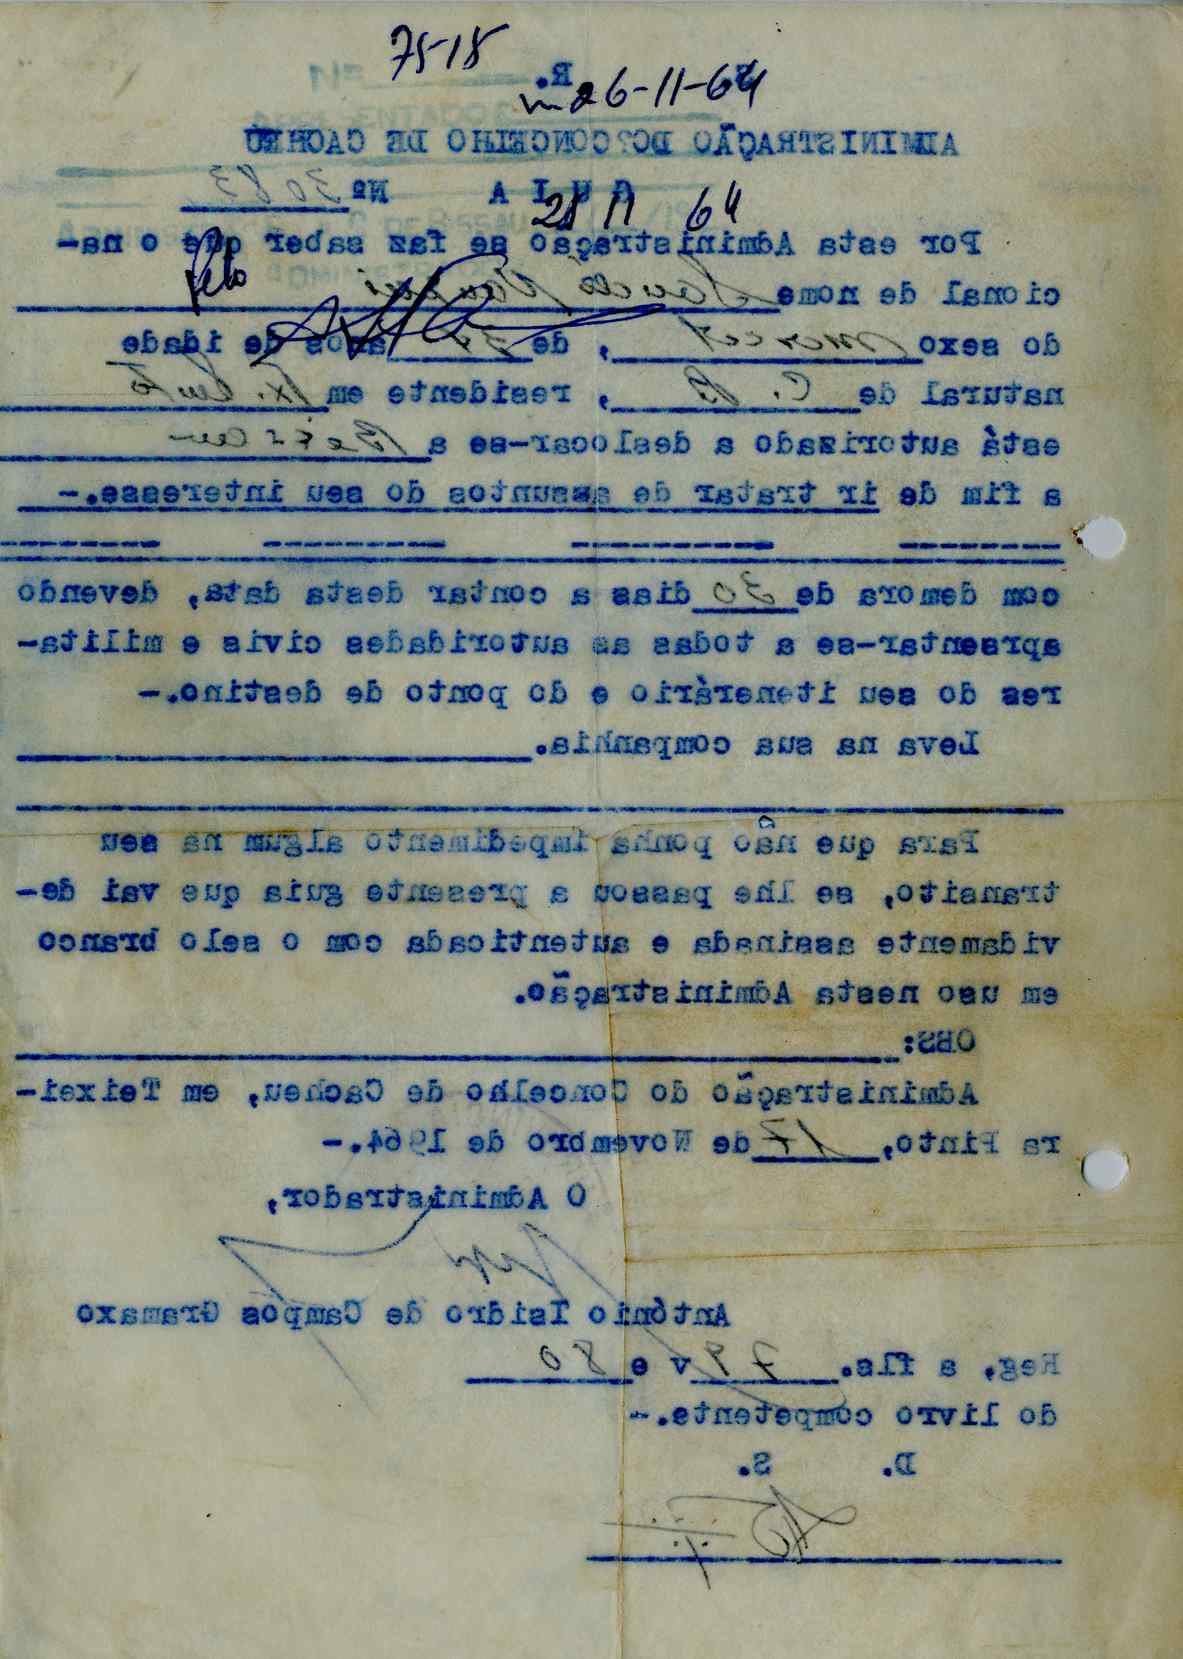 7518
26-11-64
S. R.
ADMINISTRAÇÃO DO CONCELHO DE CACHEU
GUIA Nº 3083
28 11 64
Por esta Administração se faz saber que o na-
Pelo
cional de nome
do sexo , de anos de idade
natural de , residente em
está autorizado a deslocar-se a Bissau
a fim de ir tratar de assuntos do seu interesse.-
com demora de 30 dias a contar desta data, devendo
apresentar-se a todas as autoridades civis e milita-
res do seu itenerário e do ponto de destino.-
Leva na sua companhia.
Para que não ponha impedimento algum na seu
transito, se lhe passou a presente guia que vai de-
vidamente assinada e autenticada com o selo branco
em uso nesta Administração.
OBS:
Administração do Concelho de Cacheu, em Teixei-
ra Pinto, 17 de Novembro de 1964.-
O Administrador,
António Isidro de Campos Gramaxo
Reg, a fls. 79 v e 80
do livro competente.-
D. S.